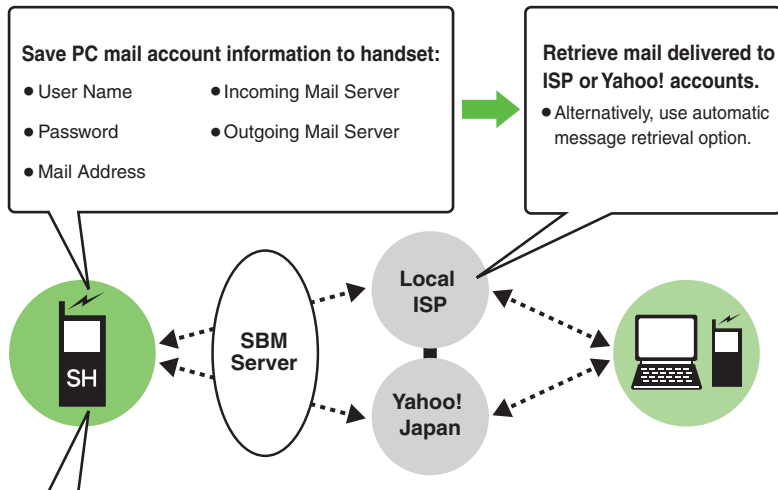 Save PC mail account information to handset:
● User Name
● Incoming Mail Server
● Password
● Outgoing Mail Server
● Mail Address
Retrieve mail delivered to
ISP or Yahoo! accounts.
● Alternatively, use automatic
message retrieval option.
SH
SBM
Server
Local
ISP
Yahoo!
Japan